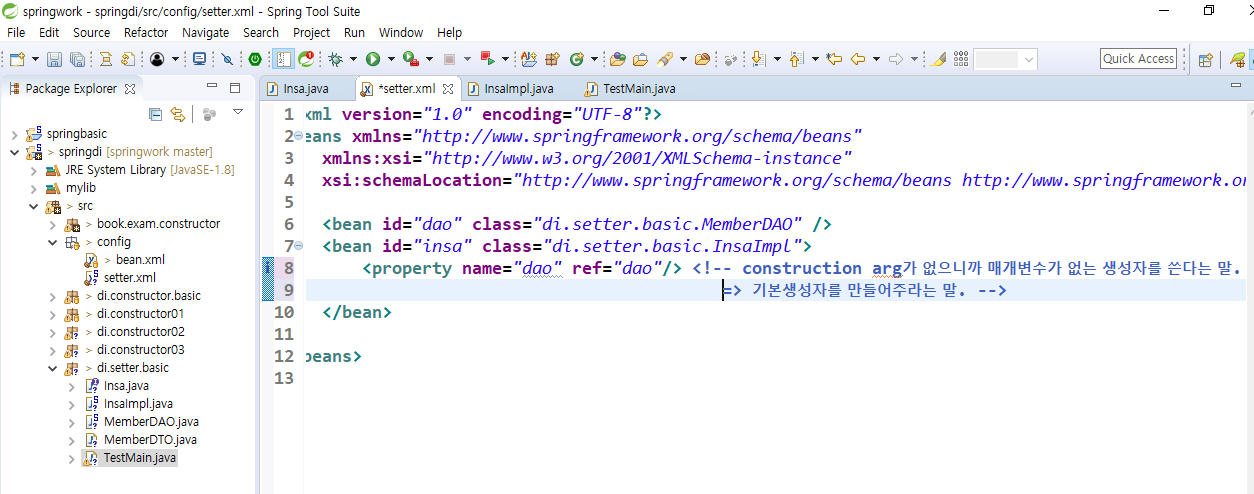 springwork - springdi/src/config/setter.xml - Spring Tool Suite
File Edit Source Refactor Navigate Search Project Run Window Help
Quick Access
Package Explorer
Insa.java
*setter.xml
InsaImpl.java
TestMain.java
springbasic
> springdi [springwork master]
JRE System Library [JavaSE-1.8]
mylib
> src
> book.exam.constructor
> config
> bean.xml
setter.xml
> di.constructor.basic
> di.constructor01
> di.constructor02
> di.constructor03
> di.setter.basic
Insa.java
InsaImpl.java
MemberDAO.java
MemberDTO.java
TestMain.java
1 xml version="1.0" encoding="UTF-8"?>
2 eans xmlns="http://www.springframework.org/schema/beans"
3 xmlns:xsi="http://www.w3.org/2001/XMLSchema-instance"
4 xsi:schemaLocation="http://www.springframework.org/schema/beans http://www.springframework.or
5
6 <bean id="dao" class="di.setter.basic.MemberDAO" />
7 <bean id="insa" class="di.setter.basic.InsaImpl">
8 <property name="dao" ref="dao"/> <!-- construction arg가 없으니까 매개변수가 없는 생성자를 쓴다는 말.
9 => 기본생성자를 만들어주라는 말. -->
10 </bean>
11
12 beans>
13